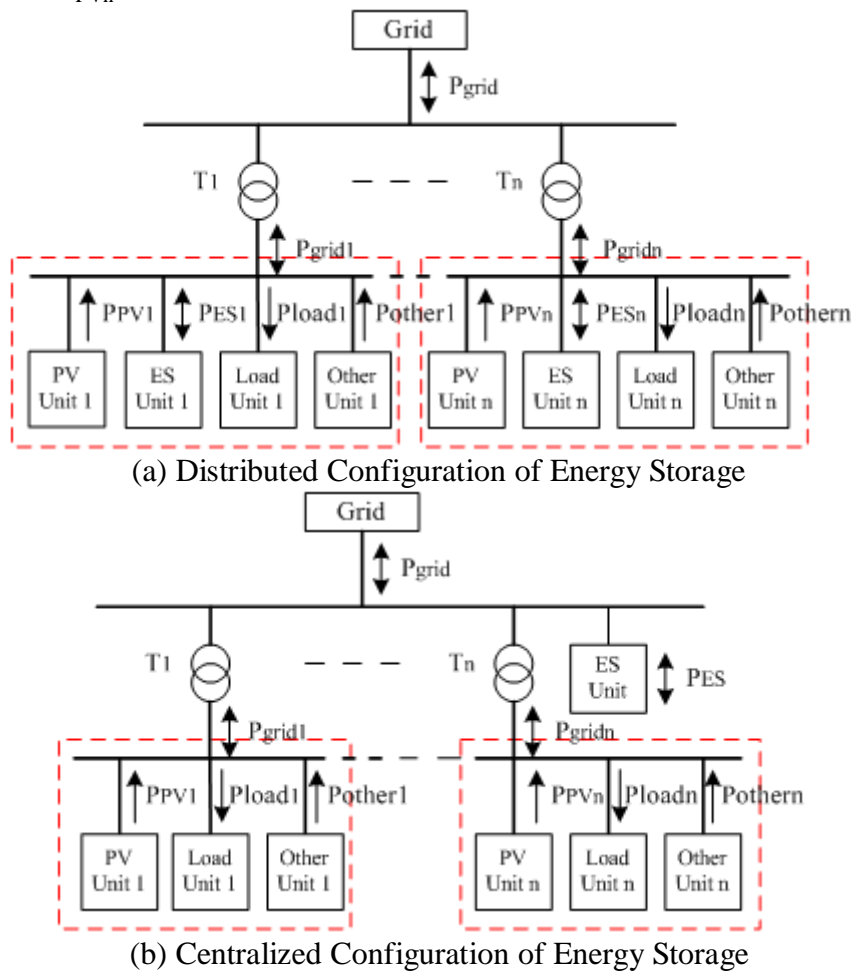 PVn
Grid
Pgrid
T1
Tn
Pgrid1
Pgridn
PPV1 PES1 Pload1 Pother1 PPVn PESn Ploadn Pothern
PV ES Load Other PV ES Load Other
Unit 1 Unit 1 Unit 1 Unit 1 Unit n Unit n Unit n Unit n
(a) Distributed Configuration of Energy Storage
Grid
Pgrid
T1
Tn
ES
Unit
PES
Pgrid1
Pgridn
PPV1 Pload1 Pother1 PPVn Ploadn Pothern
PV Load Other PV Load Other
Unit 1 Unit 1 Unit 1 Unit n Unit n Unit n
(b) Centralized Configuration of Energy Storage